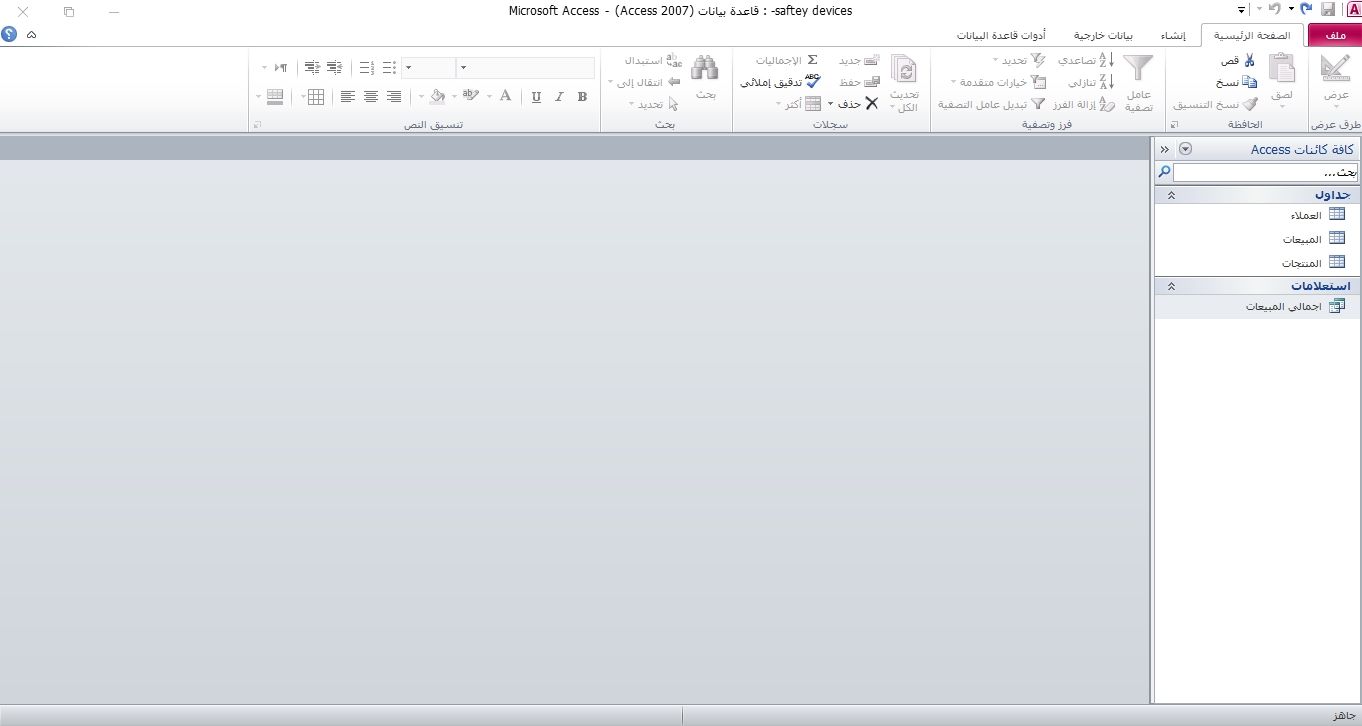 saftey devices- : قاعدة بيانات (Access 2007) - Microsoft Access
ملف الصفحة الرئيسية إنشاء بيانات خارجية أدوات قاعدة البيانات
عرض
طرق عرض
لصق
قص
نسخ
نسخ التنسيق
الحافظة
عامل
تصفية
تصاعدي
تنازلي
إزالة الفرز
تحديد
خيارات متقدمة
تبديل عامل التصفية
فرز وتصفية
تحديث
الكل
جديد
حفظ
حذف
الإجماليات
تدقيق إملائي
أكثر
سجلات
بحث
استبدال
انتقال إلى
تحديد
بحث
B I U A
تنسيق النص
كافة كائنات Access
بحث...
جداول
العملاء
المبيعات
المنتجات
استعلامات
اجمالي المبيعات
جاهز